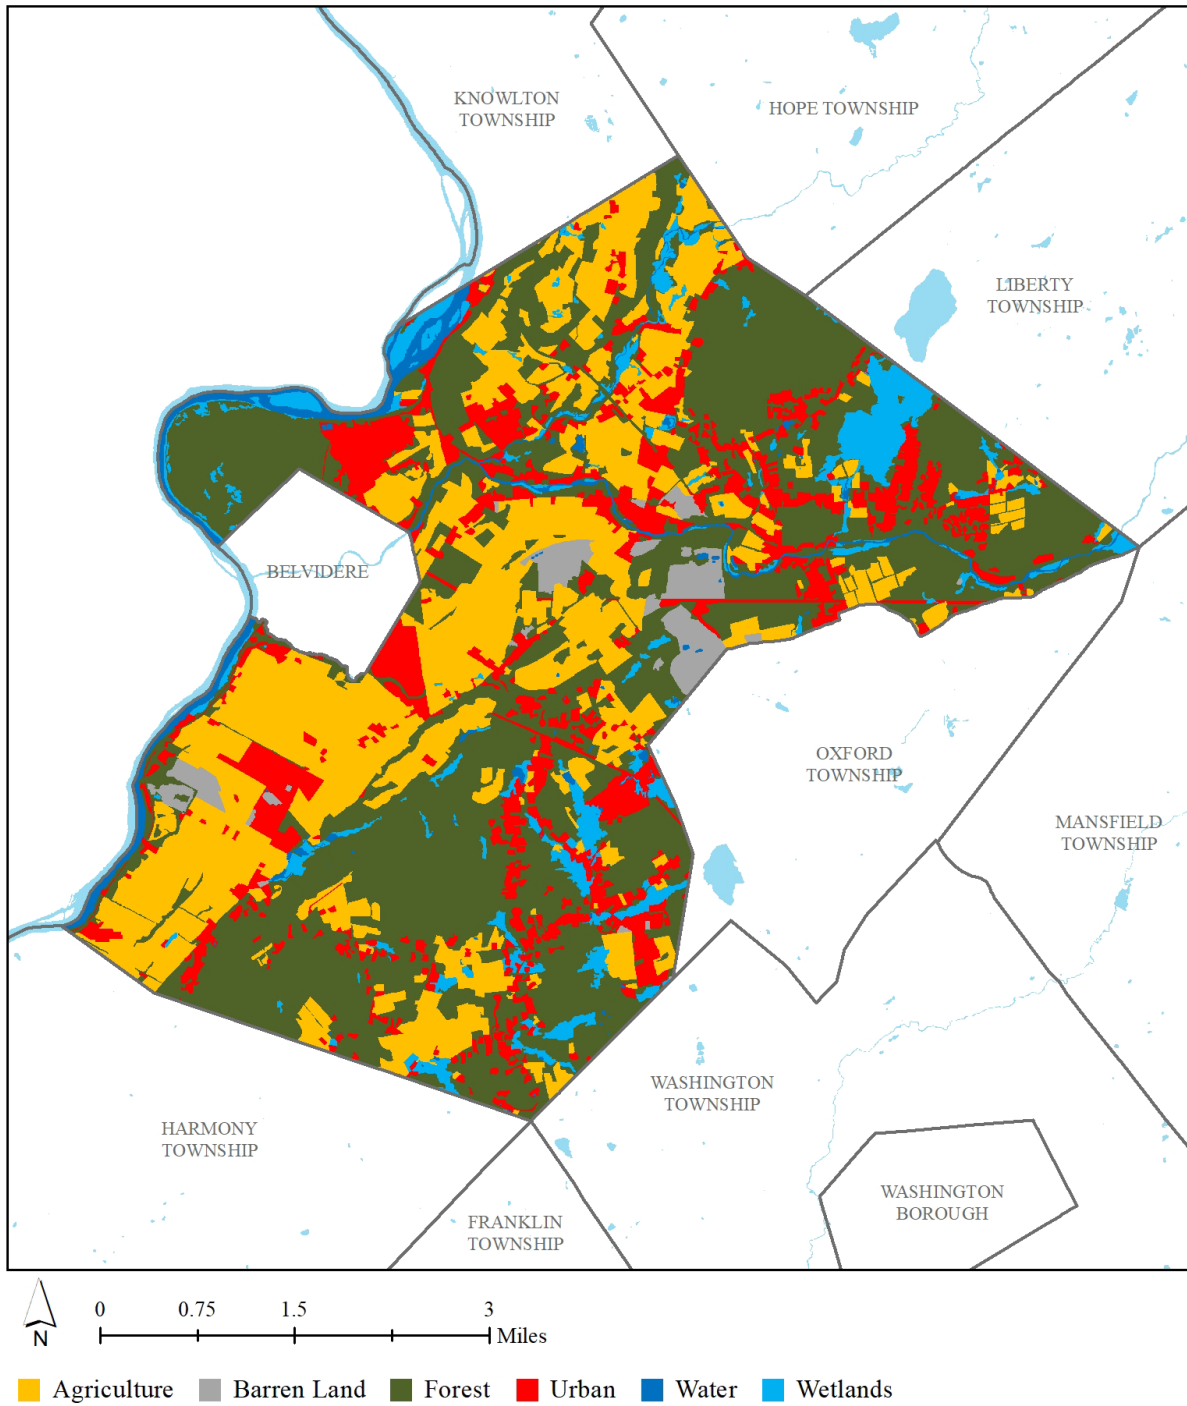 KNOWLTON
TOWNSHIP
HOPE TOWNSHIP
LIBERTY
TOWNSHIP
BELVIDERE
OXFORD
TOWNSHIP
MANSFIELD
TOWNSHIP
WASHINGTON
TOWNSHIP
HARMONY
TOWNSHIP
WASHINGTON
BOROUGH
FRANKLIN
TOWNSHIP
N
0 0.75 1.5 3
Miles
Agriculture Barren Land Forest Urban Water Wetlands